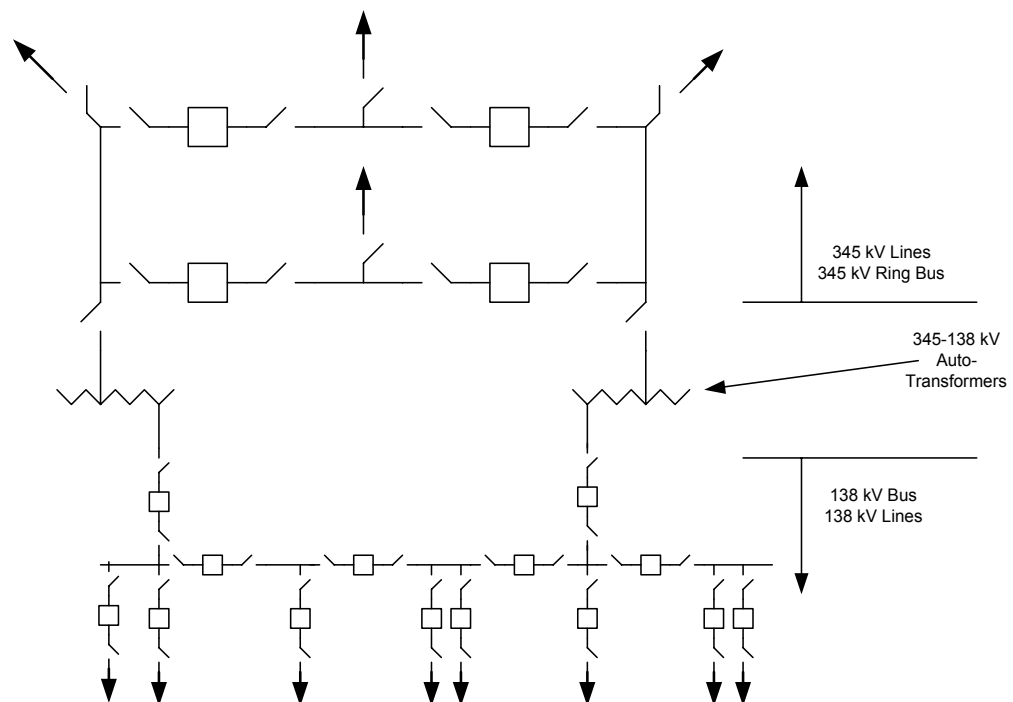 345 kV Lines
345 kV Ring Bus
345-138 kV
Auto-
Transformers
138 kV Bus
138 kV Lines